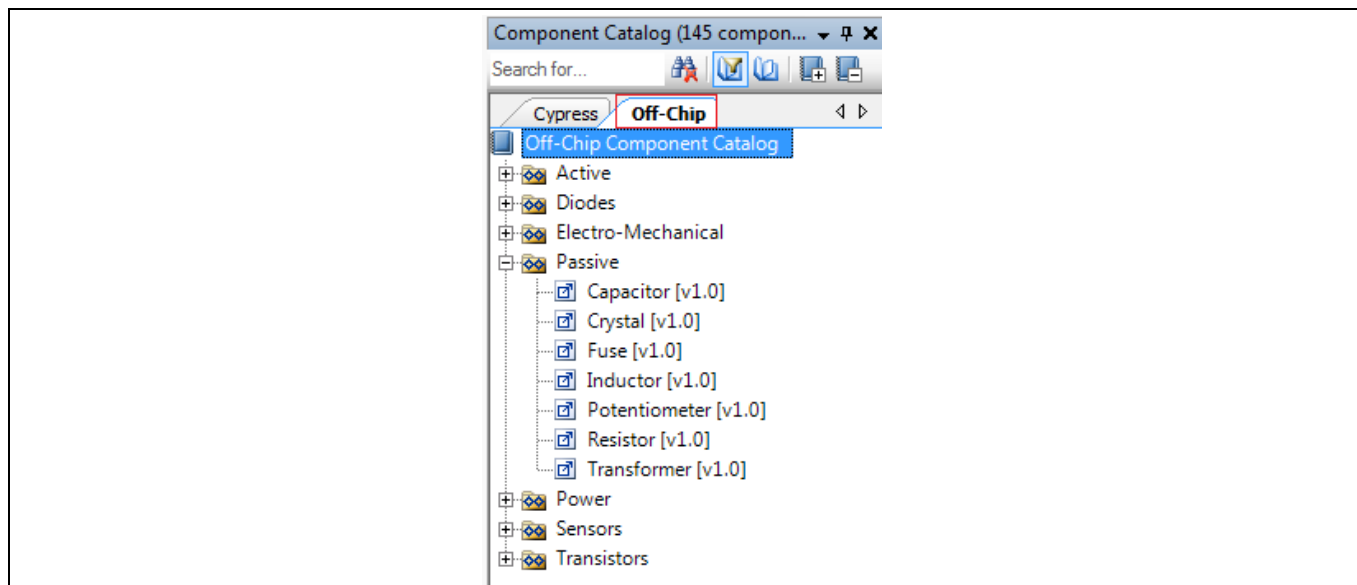 Component Catalog (145 compon...
Search for...
Cypress Off-Chip
Off-Chip Component Catalog
Active
Diodes
Electro-Mechanical
Passive
Capacitor [v1.0]
Crystal [v1.0]
Fuse [v1.0]
Inductor [v1.0]
Potentiometer [v1.0]
Resistor [v1.0]
Transformer [v1.0]
Power
Sensors
Transistors